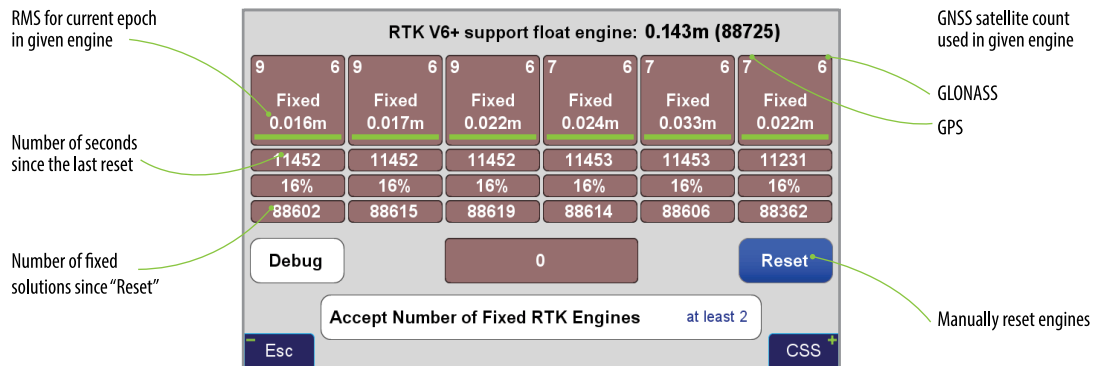 RMS for current epoch
in given engine
Number of seconds
since the last reset
Number of fixed
solutions since “Reset”
RTK V6+ support float engine: 0.143m (88725)
9 6 9 6 9 6 7 6 7 6 7 6
Fixed Fixed Fixed Fixed Fixed Fixed
0.016m 0.017m 0.022m 0.024m 0.033m 0.022m
11452 11452 11452 11453 11453 11231
16% 16% 16% 16% 16% 16%
88602 88615 88619 88614 88606 88362
Debug 0 Reset
Accept Number of Fixed RTK Engines at least 2
- Esc CSS +
GNSS satellite count
used in given engine
GLONASS
GPS
Manually reset engines